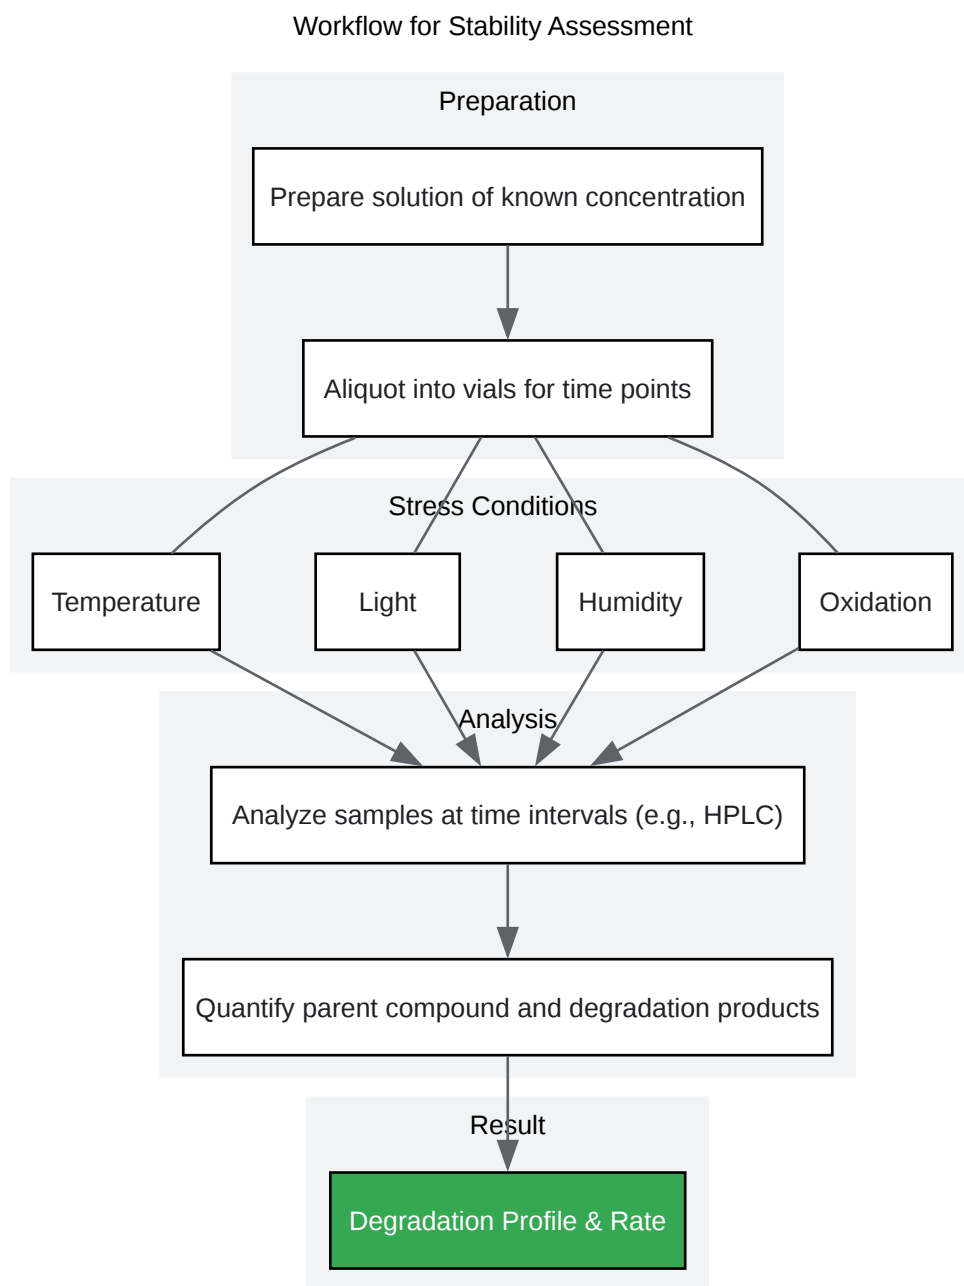 Workflow for Stability Assessment
Preparation
Prepare solution of known concentration
Aliquot into vials for time points
Stress Conditions
Temperature
Light
Humidity
Oxidation
Analysis
Analyze samples at time intervals (e.g., HPLC)
Quantify parent compound and degradation products
Result
Degradation Profile & Rate